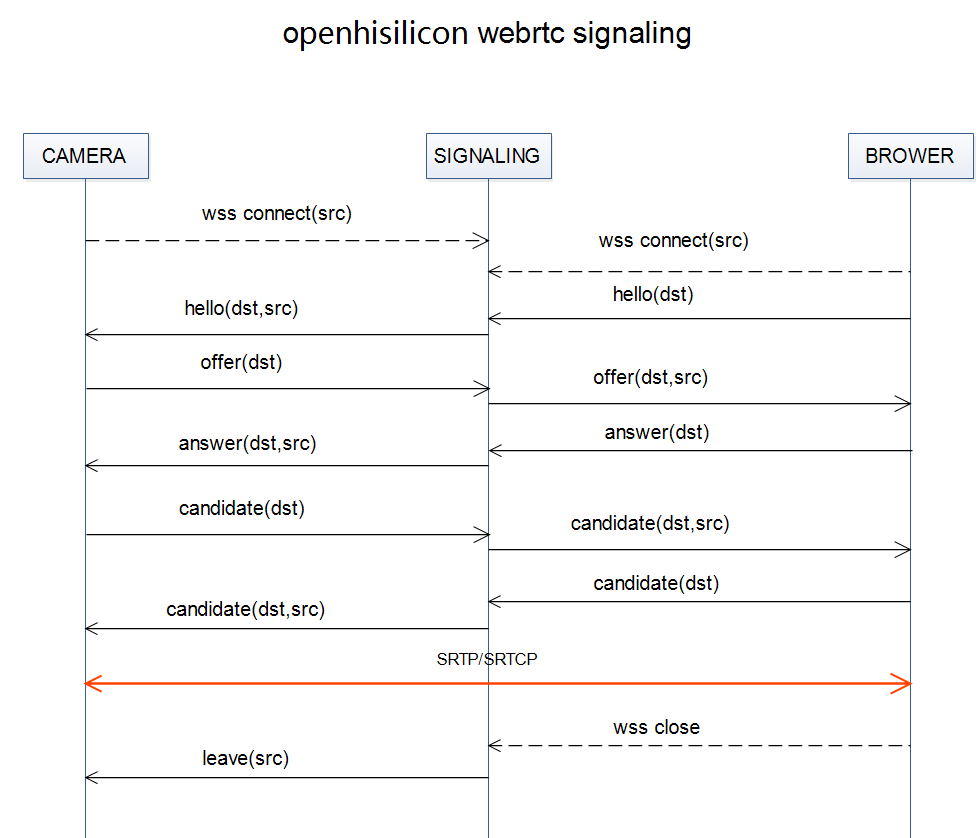 openhisilicon webrtc signaling
CAMERA
SIGNALING
BROWER
wss connect(src)
wss connect(src)
hello(dst)
hello(dst,src)
offer(dst)
offer(dst,src)
answer(dst)
answer(dst,src)
candidate(dst)
candidate(dst,src)
candidate(dst)
candidate(dst,src)
SRTP/SRTCP
wss close
leave(src)